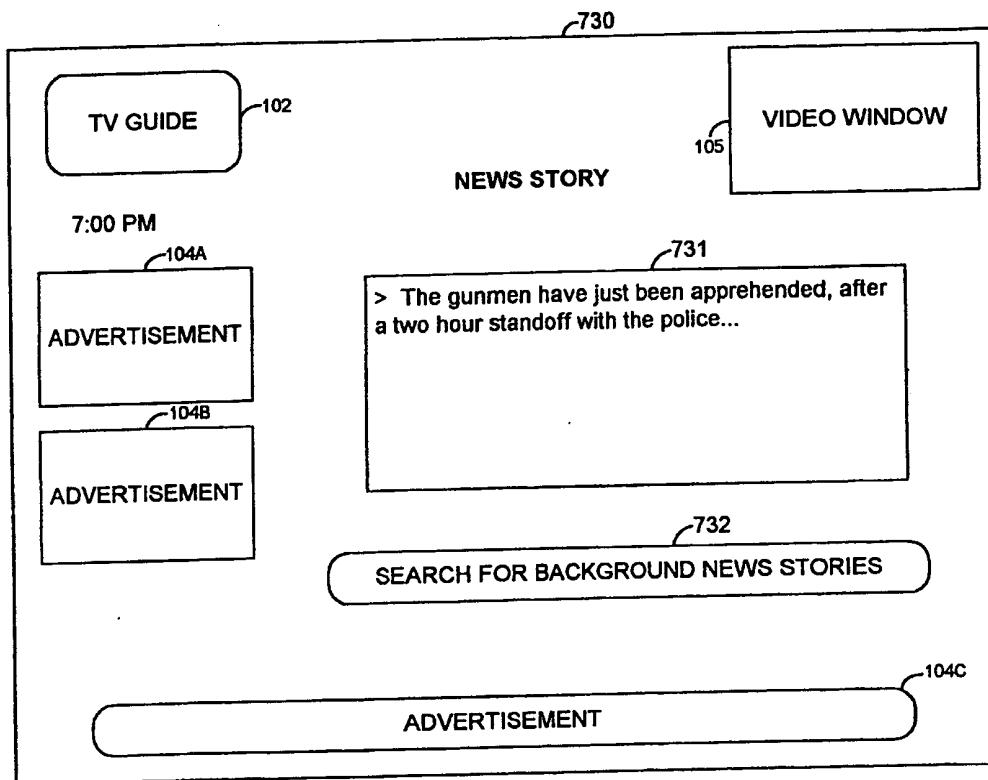 730
TV GUIDE
102
VIDEO WINDOW
105
NEWS STORY
7:00 PM
104A
ADVERTISEMENT
731
> The gunmen have just been apprehended, after
a two hour standoff with the police...
104B
ADVERTISEMENT
732
SEARCH FOR BACKGROUND NEWS STORIES
104C
ADVERTISEMENT